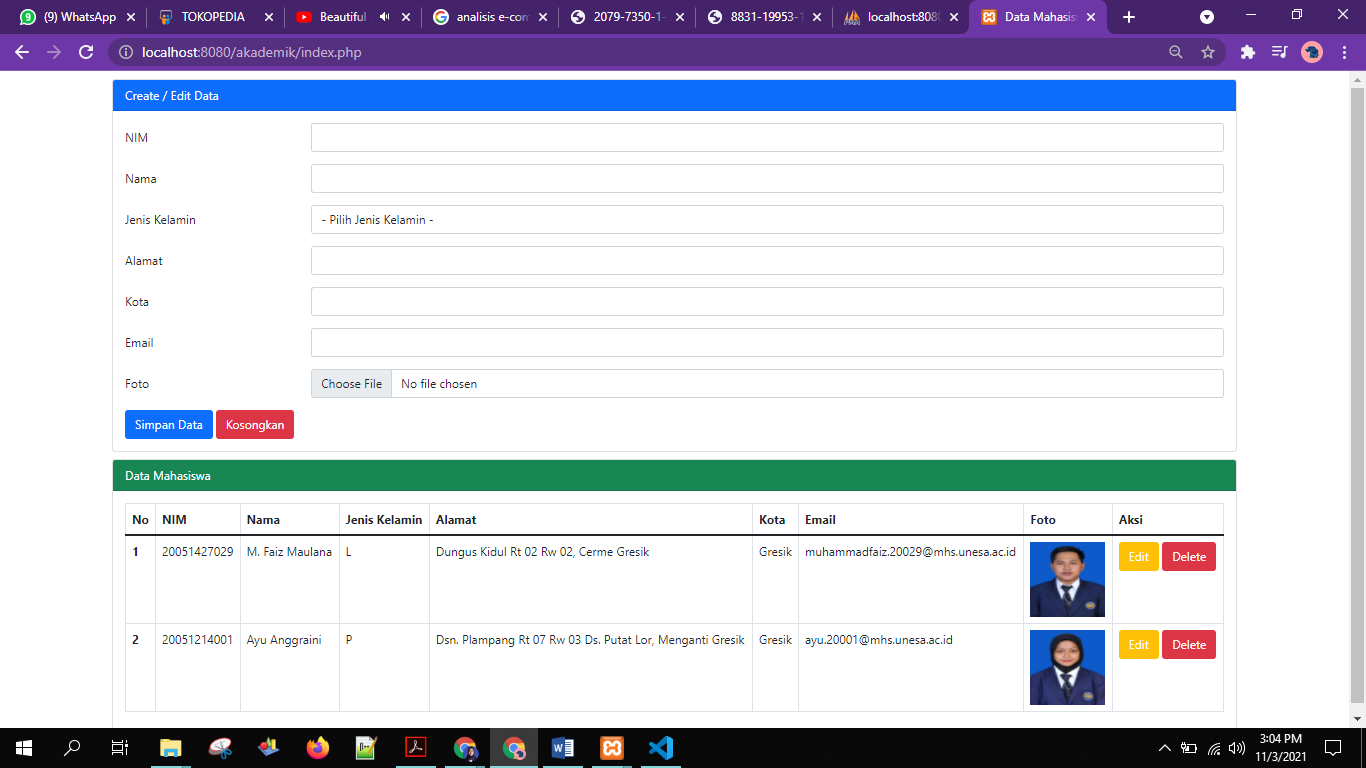 (9) WhatsApp TOKOPEDIA Beautiful analisis e-com 2079-7350-1- 8831-19953-1 localhost:8080 Data Mahasis
localhost:8080/akademik/index.php
Create / Edit Data
NIM
Nama
Jenis Kelamin - Pilih Jenis Kelamin -
Alamat
Kota
Email
Foto Choose File No file chosen
Simpan Data Kosongkan
Data Mahasiswa
No NIM Nama Jenis Kelamin Alamat Kota Email Foto Aksi
1 20051427029 M. Faiz Maulana L Dungus Kidul Rt 02 Rw 02, Cerme Gresik Gresik muhammadfaiz.20029@mhs.unesa.ac.id Edit Delete
2 20051214001 Ayu Anggraini P Dsn. Plampang Rt 07 Rw 03 Ds. Putat Lor, Menganti Gresik Gresik ayu.20001@mhs.unesa.ac.id Edit Delete
3:04 PM
11/3/2021